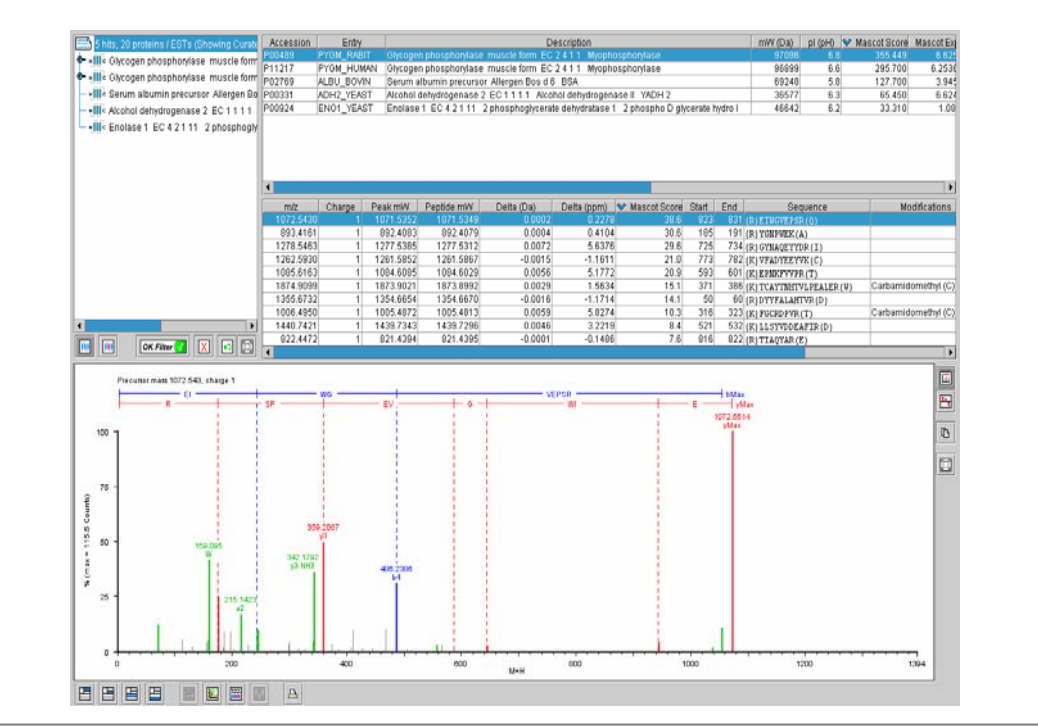 5 hits, 20 proteins / ESTs (Showing Curate
Glycogen phosphorylase muscle form
Glycogen phosphorylase muscle form
Serum albumin precursor Allergen Bo
Alcohol dehydrogenase 2 EC 1 1 1 1
Enolase 1 EC 4 2 1 11 2 phosphogly
OK Filter
Accession Entry Description mW (Da) pI (pH) Mascot Score Mascot Exp
P00489 PYGM_RABIT Glycogen phosphorylase muscle form EC 2 4 1 1 Myophosphorylase 97096 6.8 355.449 6.625
P11217 PYGM_HUMAN Glycogen phosphorylase muscle form EC 2 4 1 1 Myophosphorylase 96899 6.6 295.700 6.2536
P02769 ALBU_BOVIN Serum albumin precursor Allergen Bos d 6 BSA 69248 5.8 127.700 3.945
P00331 ADH2_YEAST Alcohol dehydrogenase 2 EC 1 1 1 1 Alcohol dehydrogenase II YADH 2 36577 6.3 65.450 6.624
P00924 ENO1_YEAST Enolase 1 EC 4 2 1 11 2 phosphoglycerate dehydratase 1 2 phospho D glycerate hydro l 46642 6.2 33.310 1.00
m/z Charge Peak mW Peptide mW Delta (Da) Delta (ppm) Mascot Score Start End Sequence Modifications
1072.5430 1 1071.5352 1071.5349 0.0002 0.2278 38.6 823 831 (R)EIWGVEPSR(Q)
893.4161 1 892.4083 892.4079 0.0004 0.4104 30.6 185 191 (R)YGNPWEK(A)
1278.5463 1 1277.5385 1277.5312 0.0072 5.6376 29.6 725 734 (R)GYNAQEYYDR(I)
1262.5930 1 1261.5852 1261.5867 -0.0015 -1.1611 21.0 773 782 (K)VFADYEEYVK(C)
1085.6163 1 1084.6085 1084.6029 0.0056 5.1772 20.9 593 601 (K)EPNKFVVPR(T)
1874.9099 1 1873.9021 1873.8992 0.0029 1.5634 15.1 371 386 (K)TCAYTNHTVLPEALER(W) Carbamidomethyl (C)
1355.6732 1 1354.6654 1354.6670 -0.0016 -1.1714 14.1 50 60 (R)DYYFALAHTVR(D)
1006.4950 1 1005.4872 1005.4813 0.0059 5.8274 10.3 316 323 (K)FGCRDPVR(T) Carbamidomethyl (C)
1440.7421 1 1439.7343 1439.7296 0.0046 3.2219 8.4 521 532 (K)LLSYVDDEAFIR(D)
822.4472 1 821.4394 821.4395 -0.0001 -0.1486 7.6 816 822 (R)TIAQYAR(E)
Precursor mass 1072.543, charge 1
EI WG VEPSR bMax
R SP EV G WI E yMax
1072.5514
yMax
100
75
359.2067
y3
50
159.095
W
342.1792
y3-NH3
486.2306
b4
25
215.1423
a2
0
% (max = 115.5 Counts)
0 200 400 600 800 1000 1200 1394
M+H